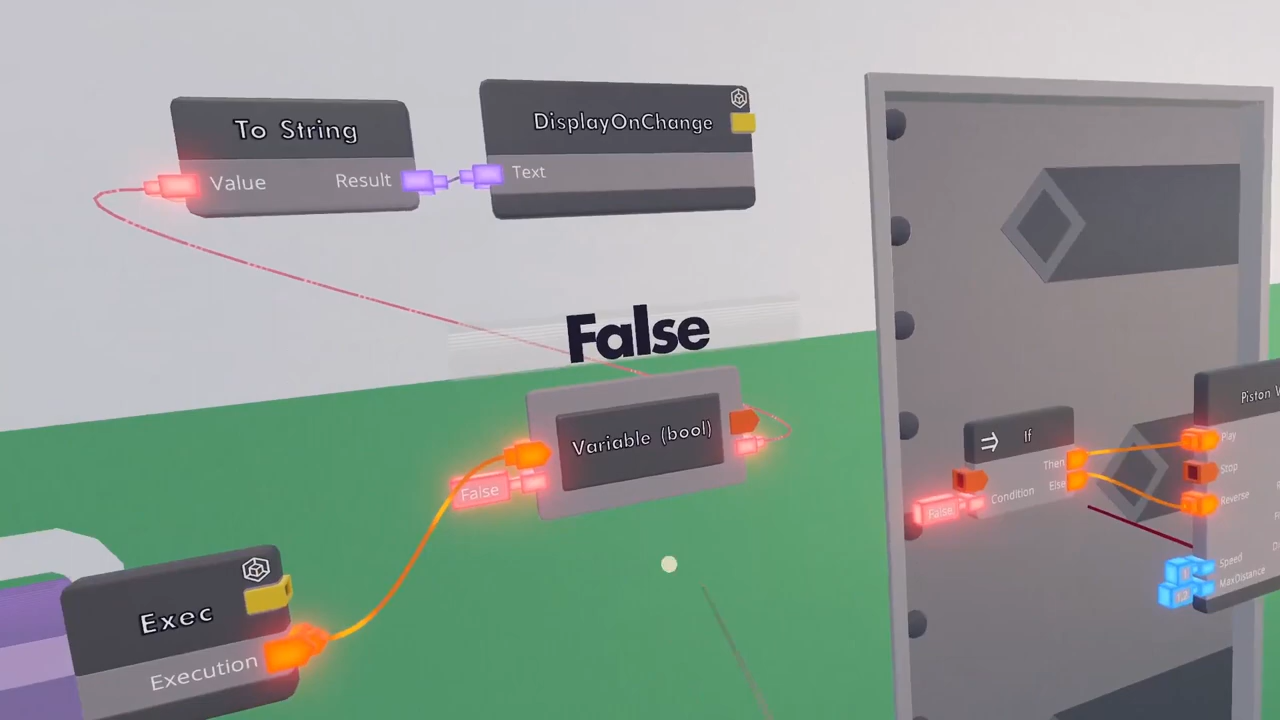 To String
Value
Result
DisplayOnChange
Text
False
Variable (bool)
False
Exec
Execution
If
Then
Else
Condition
False
Piston
Play
Stop
Reverse
Speed
MaxDistance